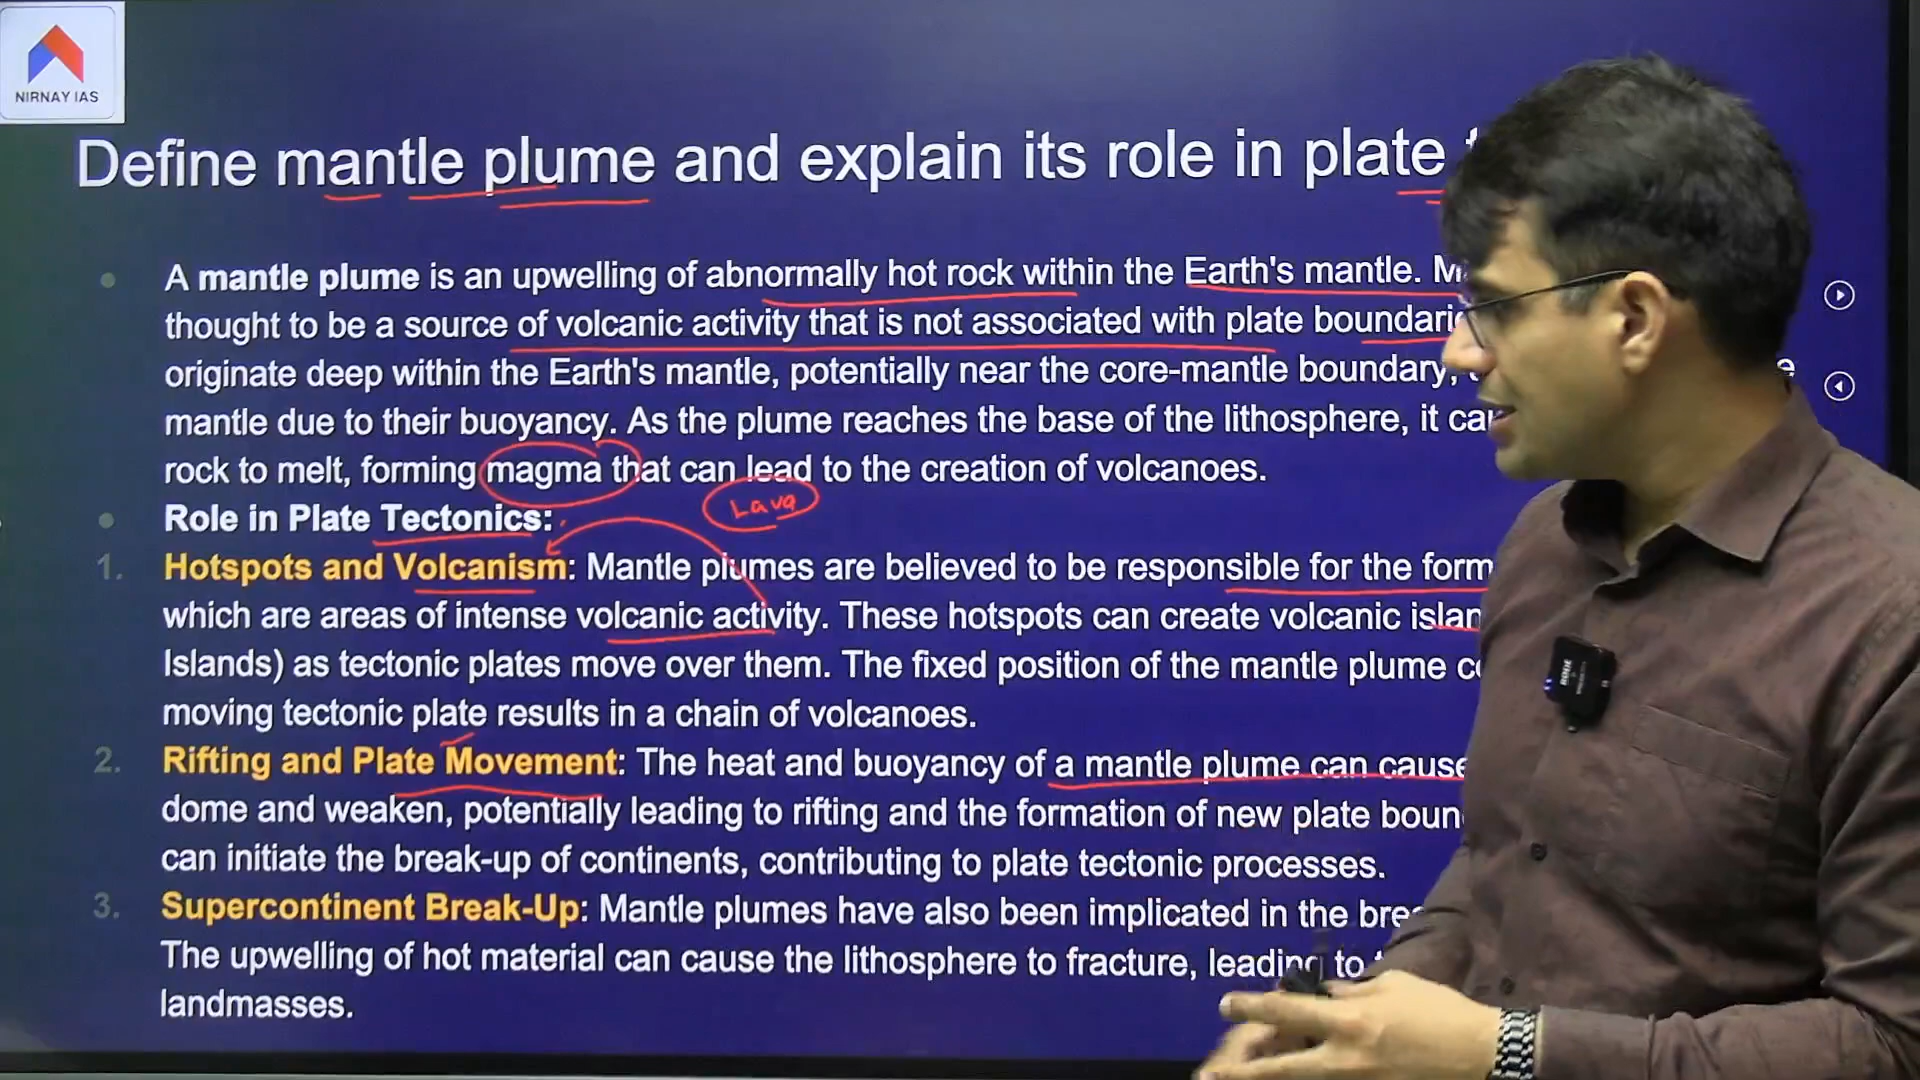 NIRNAY IAS
Define mantle plume and explain its role in plate
A mantle plume is an upwelling of abnormally hot rock within the Earth's mantle.
thought to be a source of volcanic activity that is not associated with plate
originate deep within the Earth's mantle, potentially near the core-mantle boundary,
mantle due to their buoyancy. As the plume reaches the base of the lithosphere, it
rock to melt, forming magma that can lead to the creation of volcanoes.
Lava
Role in Plate Tectonics:
1. Hotspots and Volcanism: Mantle plumes are believed to be responsible for the
which are areas of intense volcanic activity. These hotspots can create volcanic
Islands) as tectonic plates move over them. The fixed position of the mantle plume
moving tectonic plate results in a chain of volcanoes.
2. Rifting and Plate Movement: The heat and buoyancy of a mantle plume can cause
dome and weaken, potentially leading to rifting and the formation of new plate
can initiate the break-up of continents, contributing to plate tectonic processes.
3. Supercontinent Break-Up: Mantle plumes have also been implicated in the
The upwelling of hot material can cause the lithosphere to fracture, leading to
landmasses.
RODE